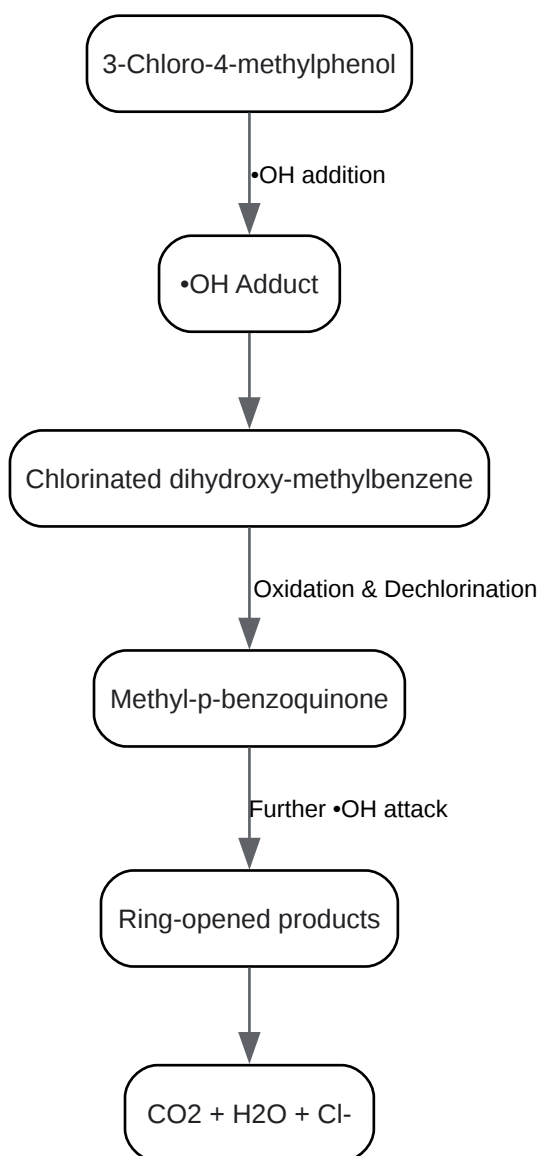 3-Chloro-4-methylphenol
•OH addition
•OH Adduct
Chlorinated dihydroxy-methylbenzene
Oxidation & Dechlorination
Methyl-p-benzoquinone
Further •OH attack
Ring-opened products
CO2 + H2O + Cl-